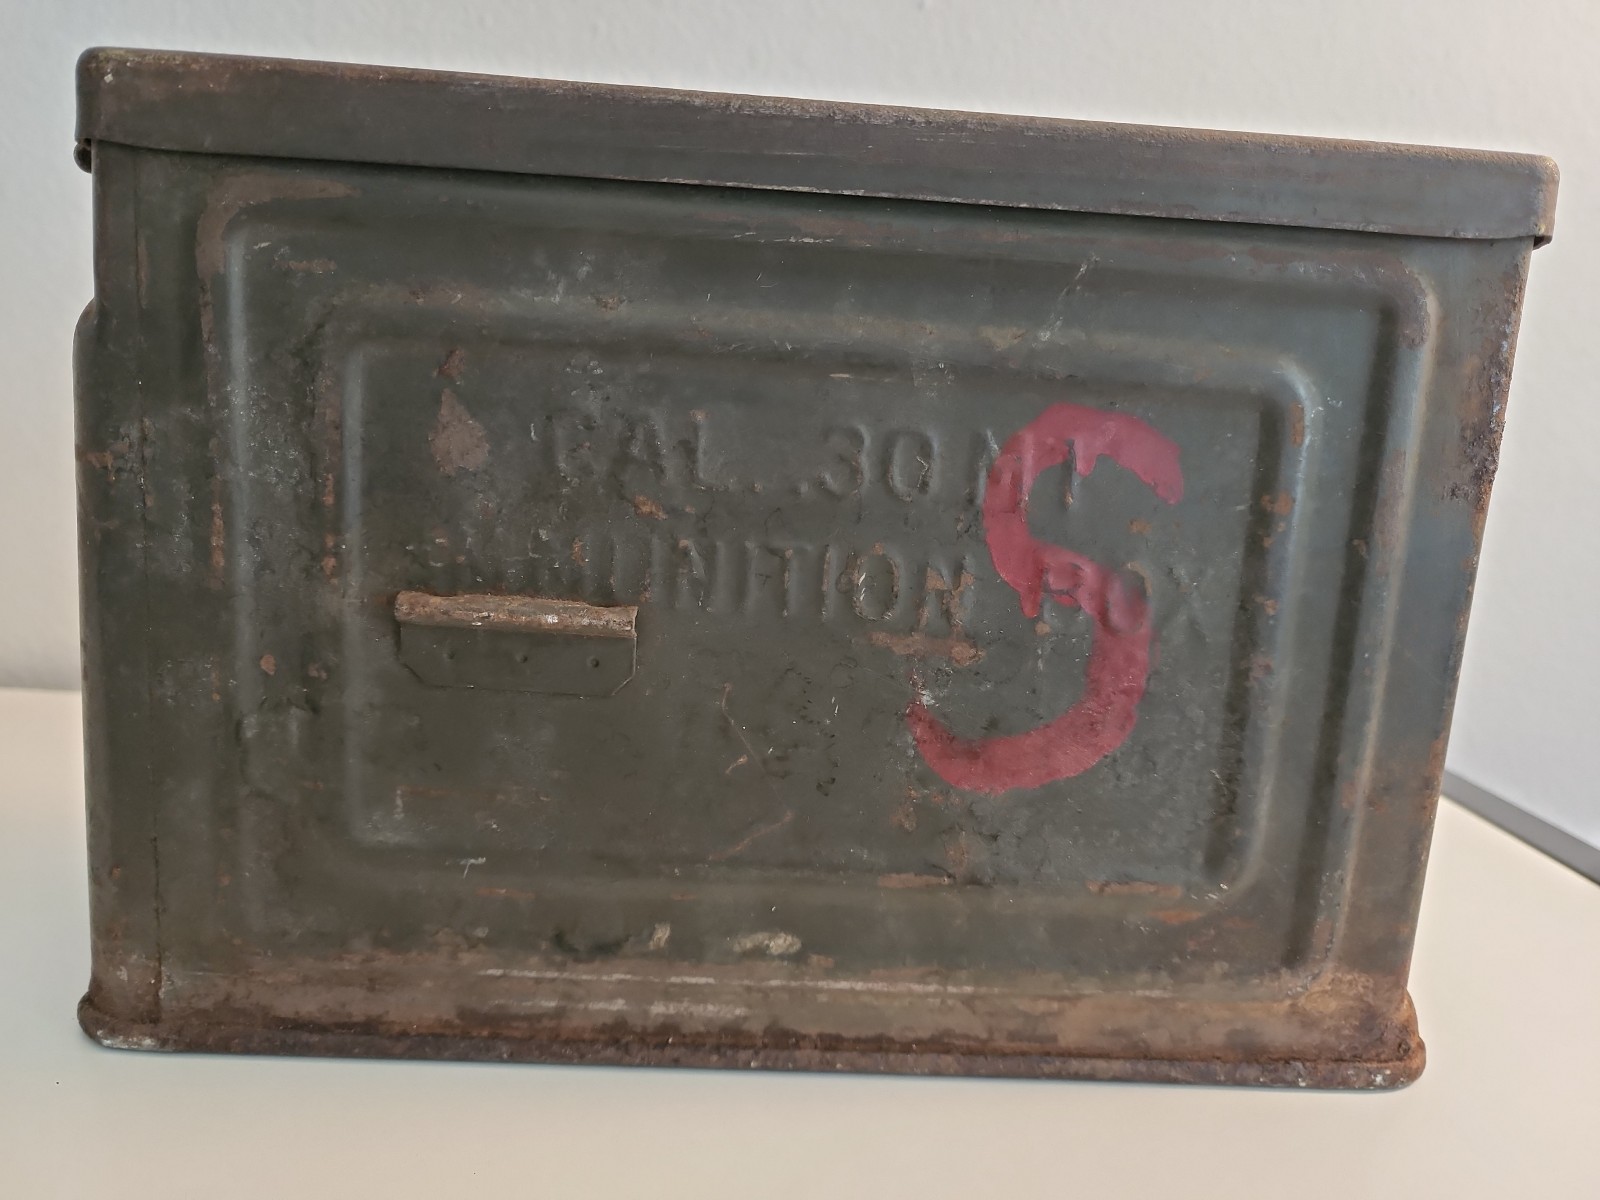 CAL. .30 M1
AMMUNITION BOX
S